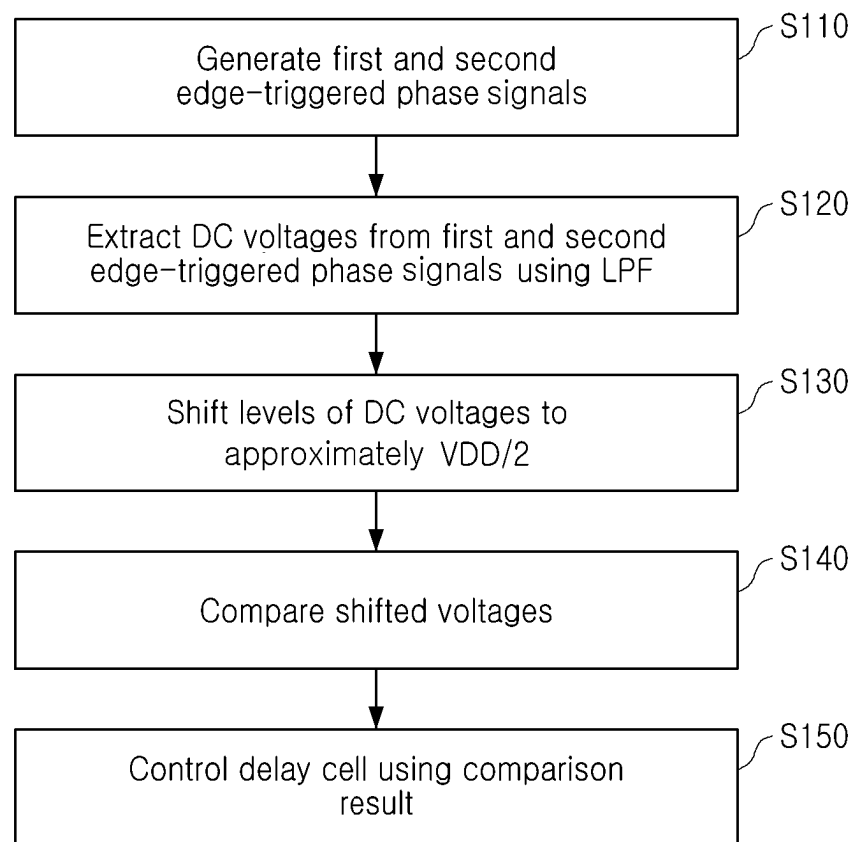 S110
Generate first and second
edge-triggered phase signals
S120
Extract DC voltages from first and second
edge-triggered phase signals using LPF
S130
Shift levels of DC voltages to
approximately VDD/2
S140
Compare shifted voltages
S150
Control delay cell using comparison
result